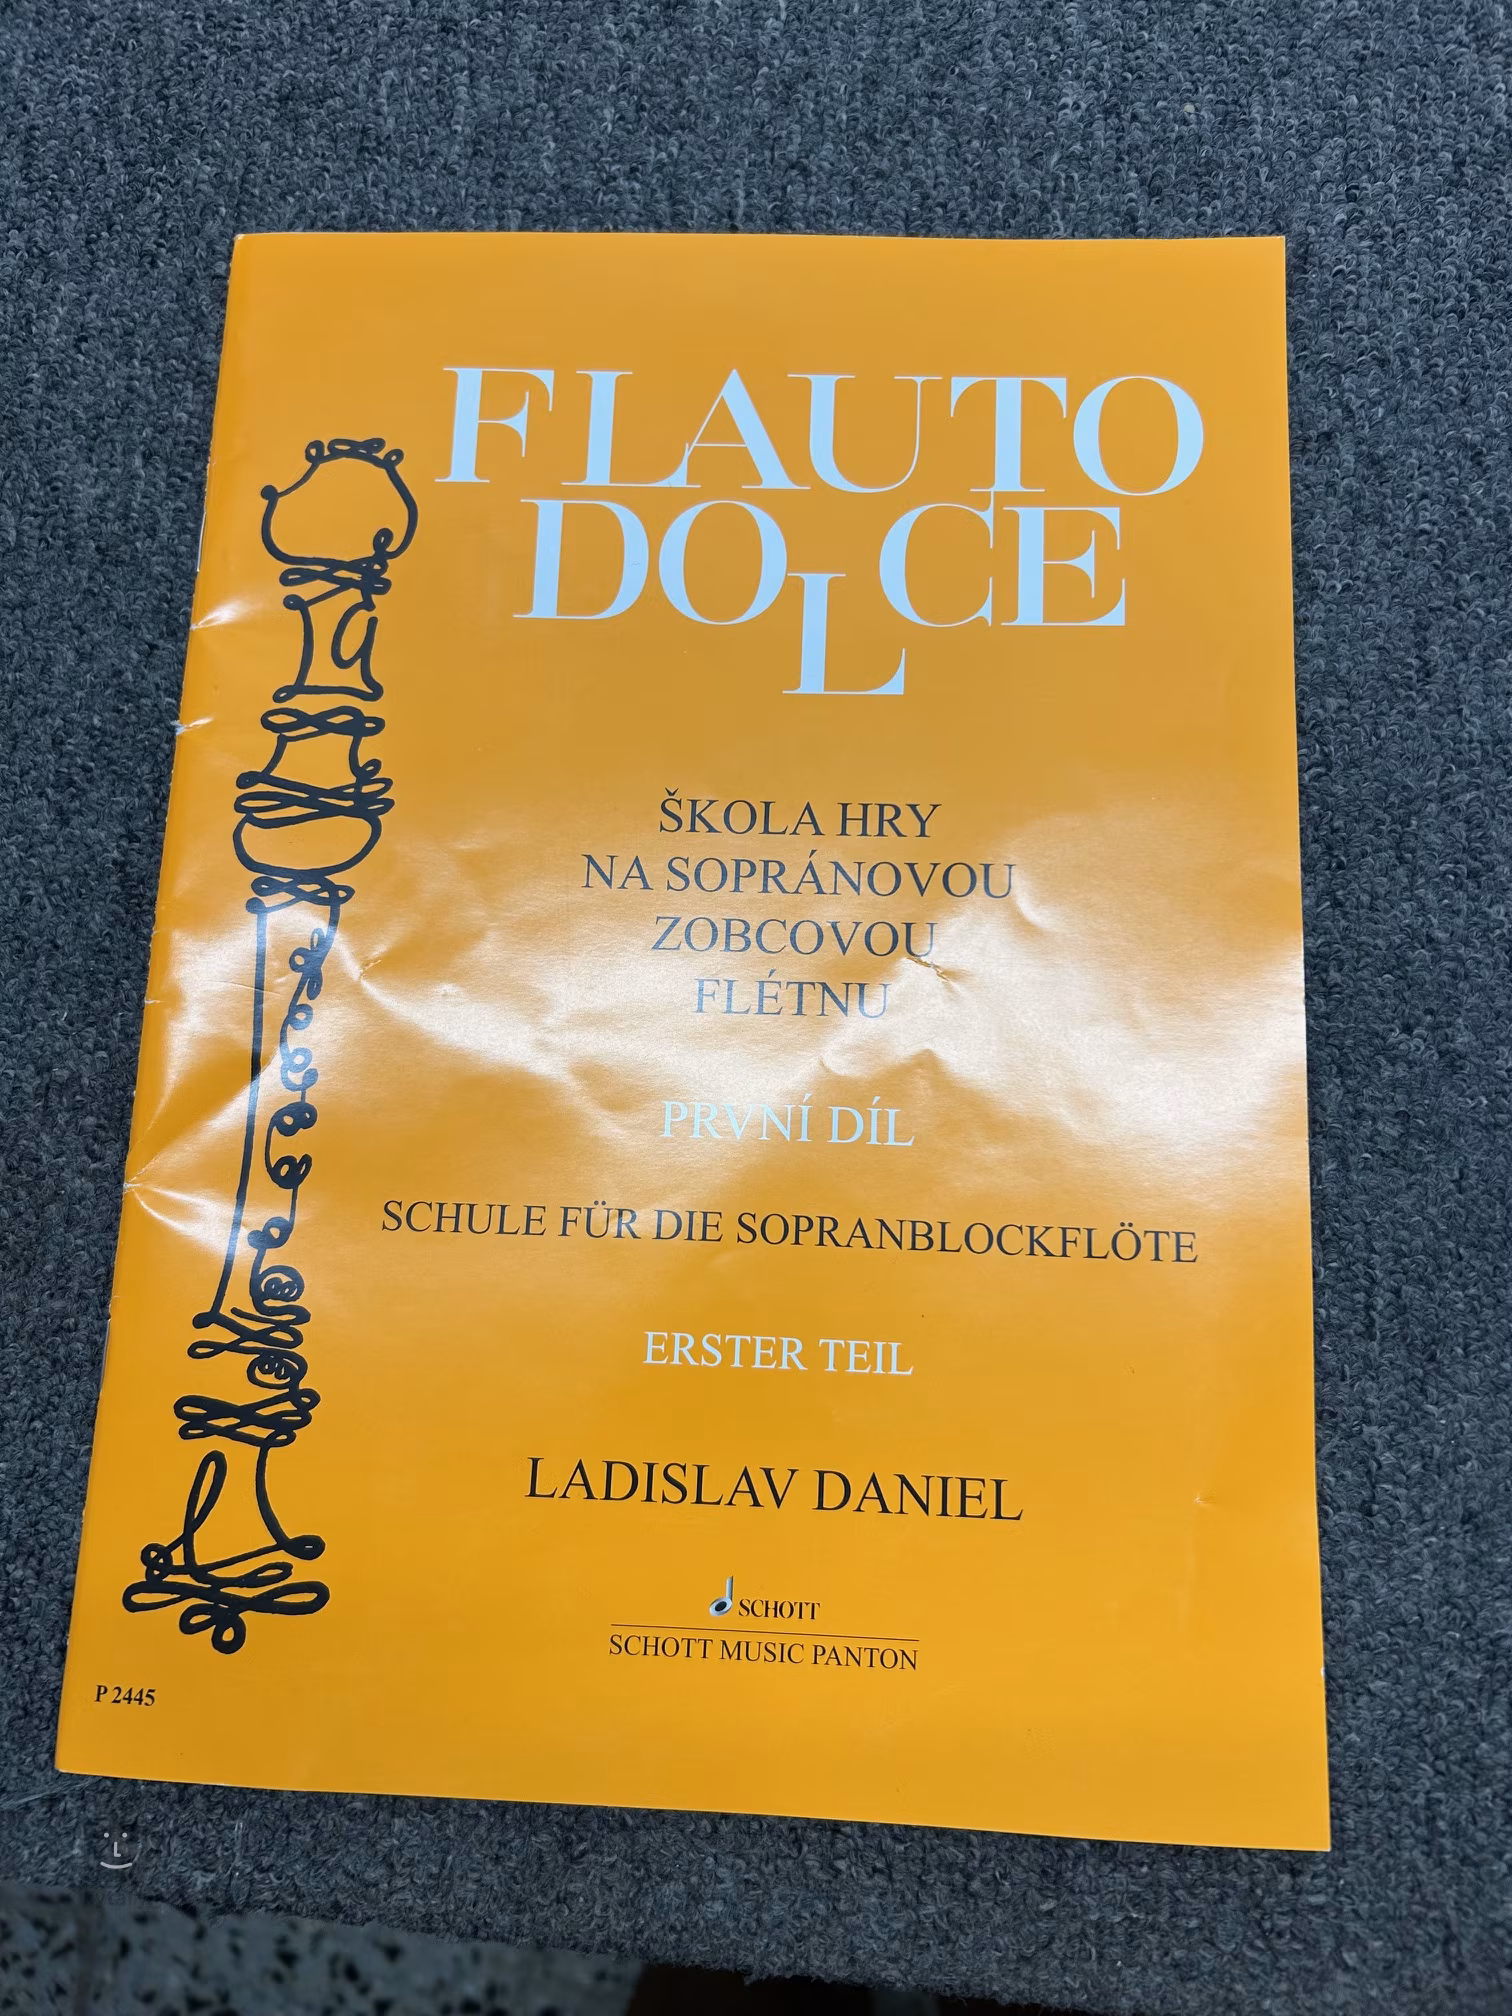 FLAUTO
DOLCE
ŠKOLA HRY
NA SOPRÁNOVOU
ZOBCOVOU
FLÉTNU
PRVNÍ DÍL
SCHULE FÜR DIE SOPRANBLOCKFLÖTE
ERSTER TEIL
LADISLAV DANIEL
SCHOTT
SCHOTT MUSIC PANTON
P 2445